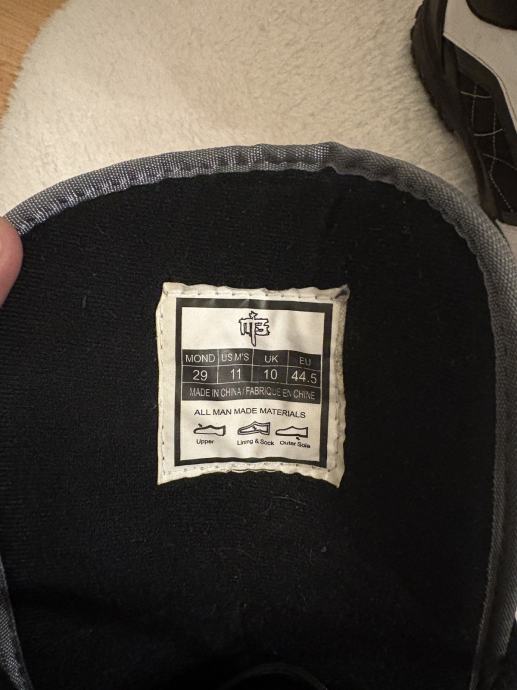 MOND US M'S UK EU
29 11 10 44.5
MADE IN CHINA / FABRIQUE EN CHINE
ALL MAN MADE MATERIALS
Upper Lining & Sock Outer Sole